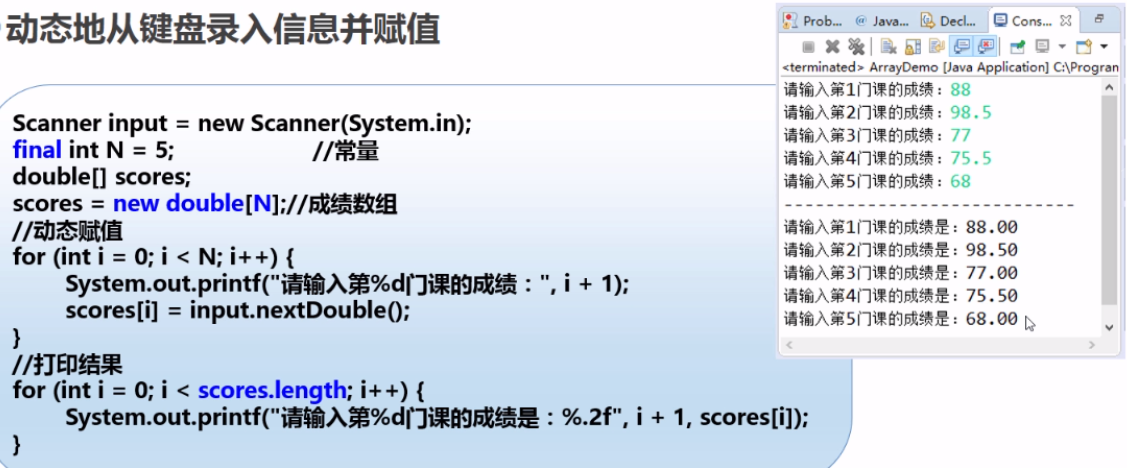 动态地从键盘录入信息并赋值
Scanner input = new Scanner(System.in);
final int N = 5; //常量
double[] scores;
scores = new double[N];//成绩数组
//动态赋值
for (int i = 0; i < N; i++) {
System.out.printf("请输入第%d门课的成绩：", i + 1);
scores[i] = input.nextDouble();
}
//打印结果
for (int i = 0; i < scores.length; i++) {
System.out.printf("请输入第%d门课的成绩是：%.2f", i + 1, scores[i]);
}
Prob... Java... Decl... Cons...
<terminated> ArrayDemo [Java Application] C:\Program
请输入第1门课的成绩：88
请输入第2门课的成绩：98.5
请输入第3门课的成绩：77
请输入第4门课的成绩：75.5
请输入第5门课的成绩：68
----------------------------
请输入第1门课的成绩是：88.00
请输入第2门课的成绩是：98.50
请输入第3门课的成绩是：77.00
请输入第4门课的成绩是：75.50
请输入第5门课的成绩是：68.00